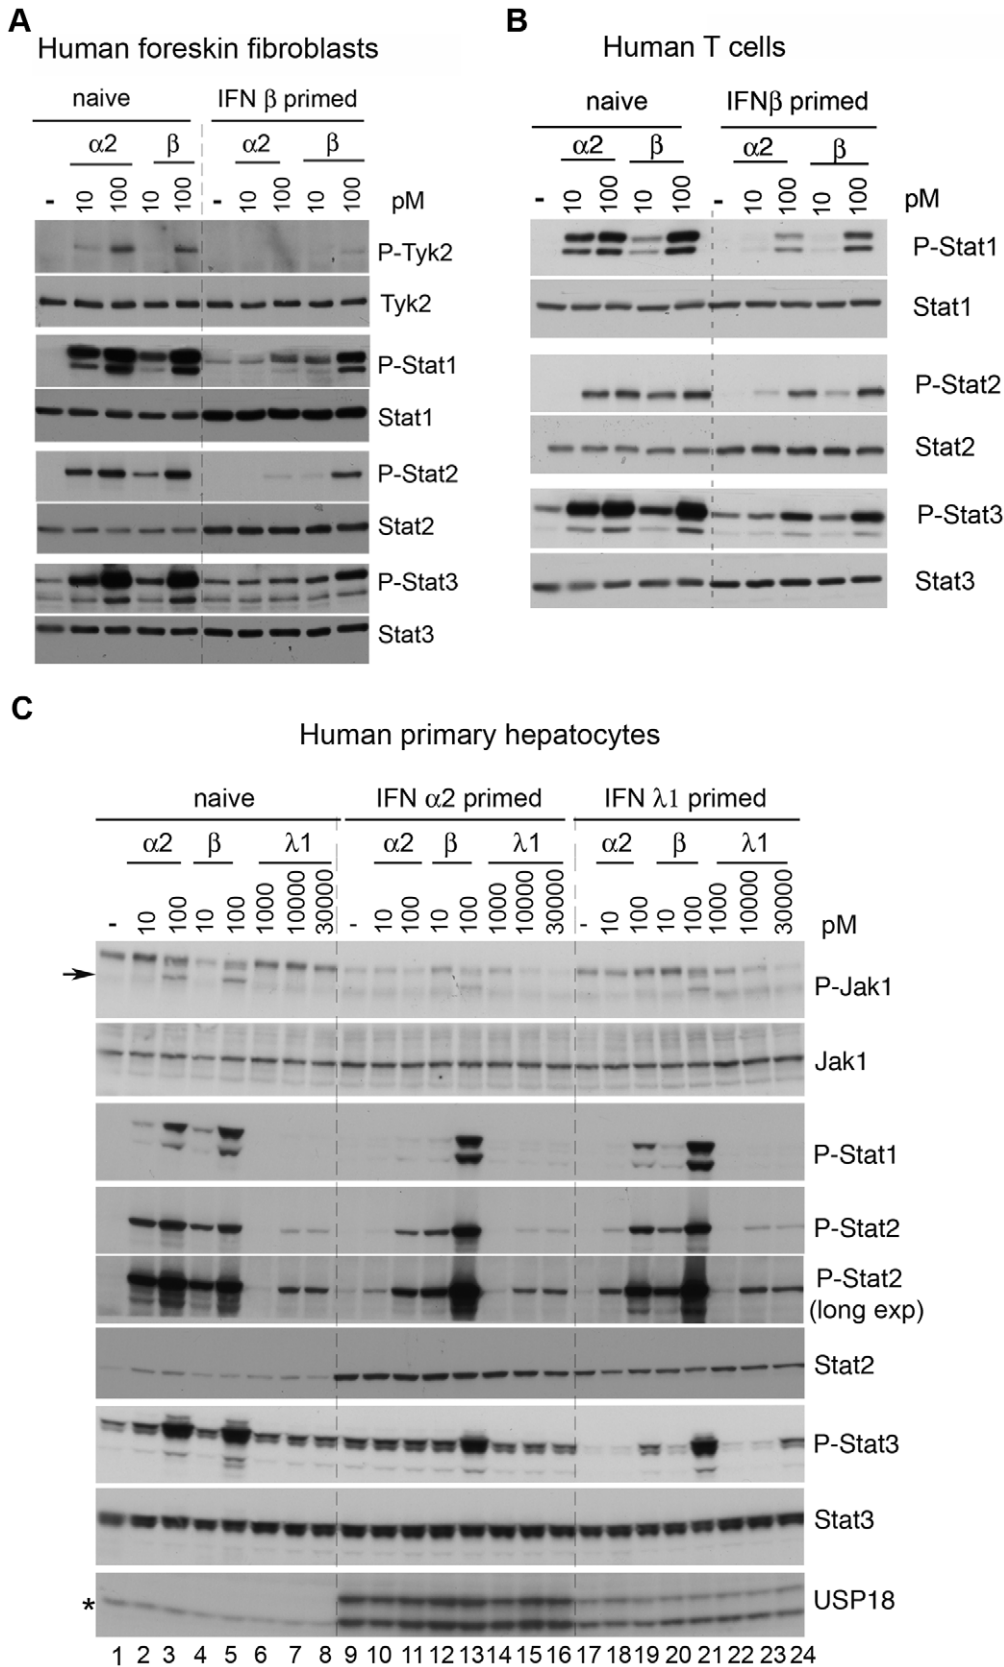 A
Human foreskin fibroblasts
naive IFN β primed
α2 β α2 β
- 10 100 10 100 - 10 100 10 100 pM
P-Tyk2
Tyk2
P-Stat1
Stat1
P-Stat2
Stat2
P-Stat3
Stat3
B
Human T cells
naive IFNβ primed
α2 β α2 β
- 10 100 10 100 - 10 100 10 100 pM
P-Stat1
Stat1
P-Stat2
Stat2
P-Stat3
Stat3
C
Human primary hepatocytes
naive IFN α2 primed IFN λ1 primed
α2 β λ1 α2 β λ1 α2 β λ1
- 10 100 10 100 1000 10000 30000 - 10 100 10 100 1000 10000 30000 - 10 100 10 100 1000 10000 30000 pM
P-Jak1
Jak1
P-Stat1
P-Stat2
P-Stat2
(long exp)
Stat2
P-Stat3
Stat3
* USP18
1 2 3 4 5 6 7 8 9 10 11 12 13 14 15 16 17 18 19 20 21 22 23 24